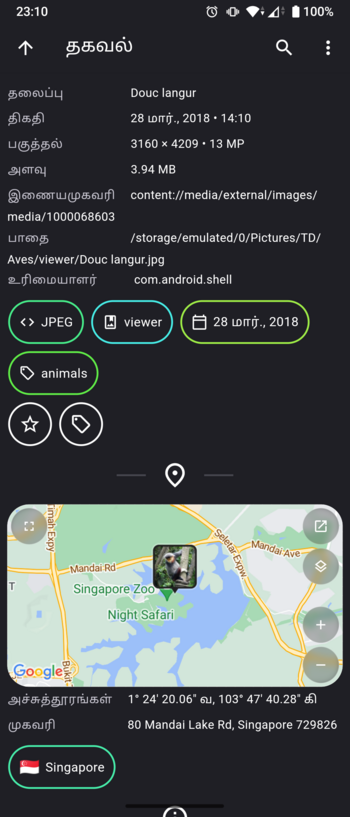 23:10 100%
தகவல்
தலைப்பு Douc langur
திகதி 28 மார்., 2018 • 14:10
பகுத்தல் 3160 × 4209 • 13 MP
அளவு 3.94 MB
இணையமுகவரி content://media/external/images/
media/1000068603
பாதை /storage/emulated/0/Pictures/TD/
Aves/viewer/Douc langur.jpg
உரிமையாளர் com.android.shell
JPEG viewer 28 மார்., 2018
animals
imah Expy
Seletar Expw.
Mandai Ave
Mandai Rd
T
Singapore Zoo
Night Safari
Google
Bukit
அச்சுத்தூரங்கள் 1° 24′ 20.06″ வ, 103° 47′ 40.28″ கி
முகவரி 80 Mandai Lake Rd, Singapore 729826
Singapore